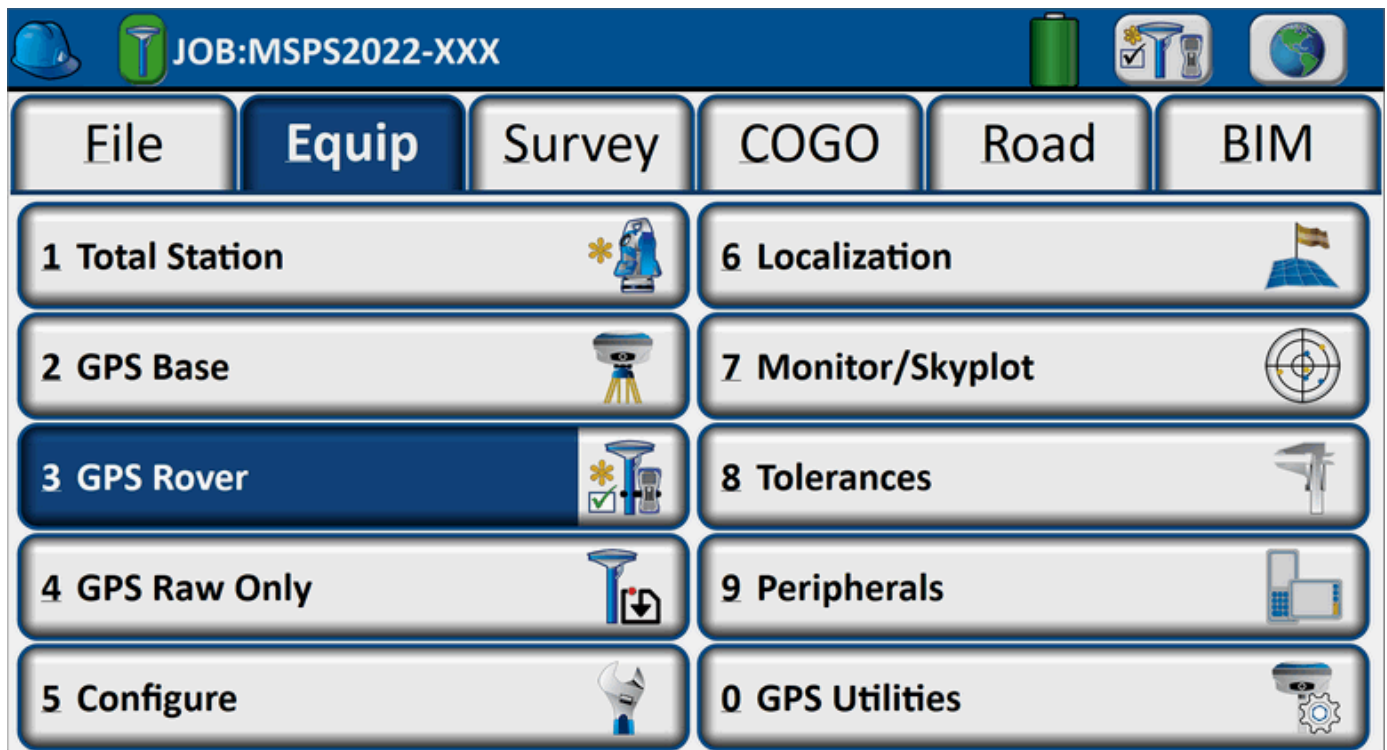 JOB:MSPS2022-XXX
File Equip Survey COGO Road BIM
1 Total Station
2 GPS Base
3 GPS Rover
4 GPS Raw Only
5 Configure
6 Localization
7 Monitor/Skyplot
8 Tolerances
9 Peripherals
0 GPS Utilities